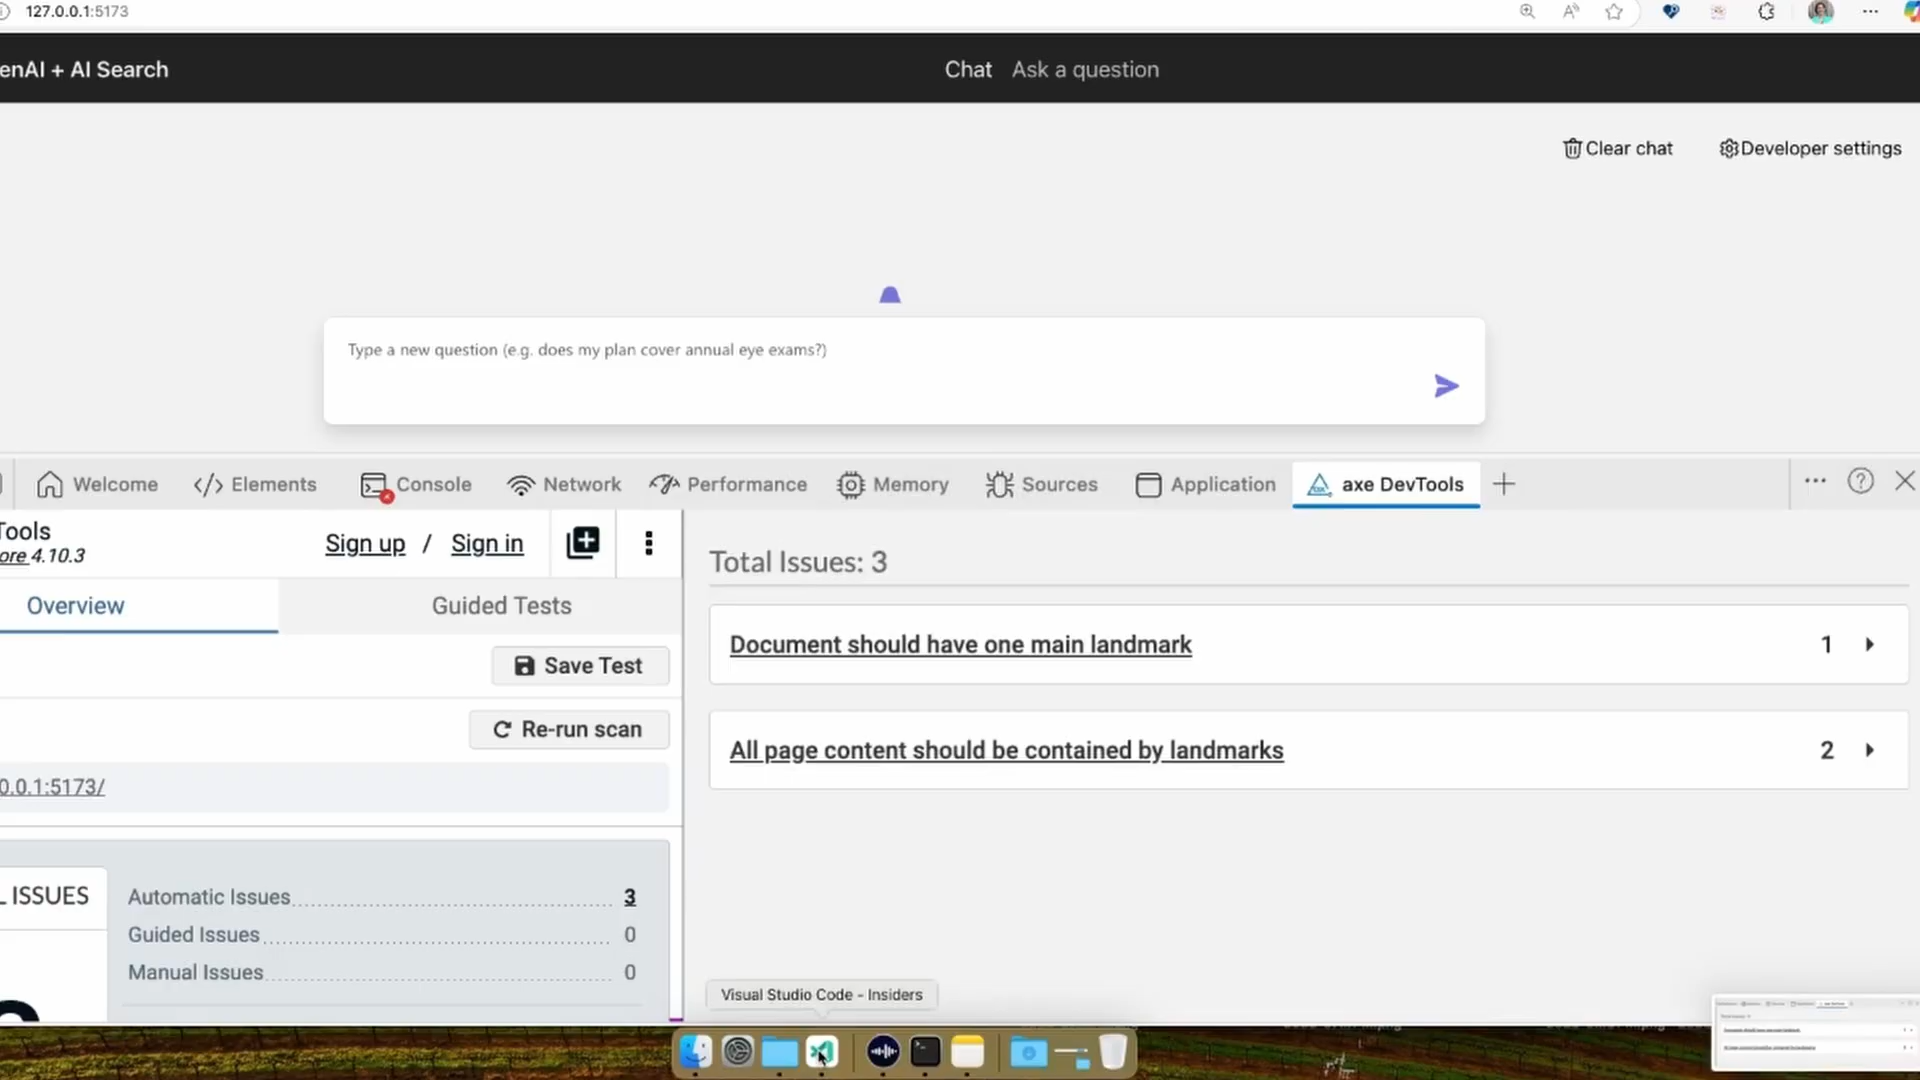 127.0.0.1:5173
enAI + AI Search
Chat Ask a question
Clear chat Developer settings
Type a new question (e.g. does my plan cover annual eye exams?)
Welcome Elements Console Network Performance Memory Sources Application axe DevTools
Tools
ore 4.10.3
Sign up / Sign in
Overview Guided Tests
Save Test
Re-run scan
0.0.1:5173/
L ISSUES
Automatic Issues 3
Guided Issues 0
Manual Issues 0
Total Issues: 3
Document should have one main landmark 1
All page content should be contained by landmarks 2
Visual Studio Code - Insiders